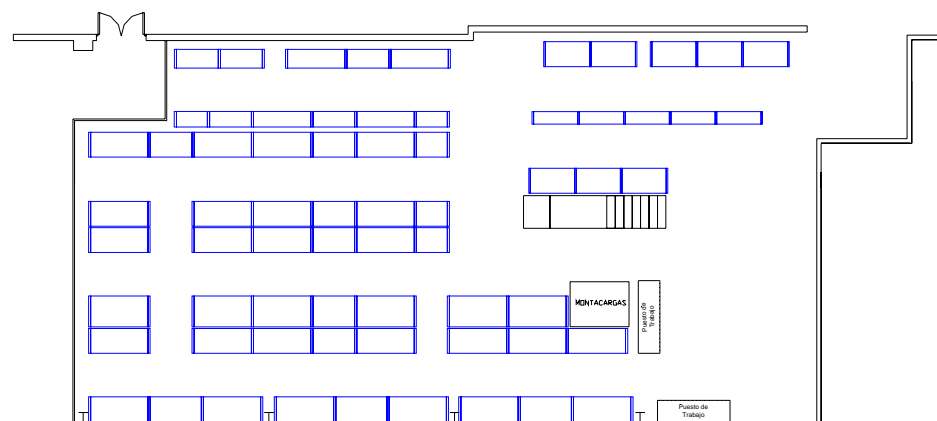 MONTACARGAS
Puesto de
Trabajo
Puesto de
Trabajo